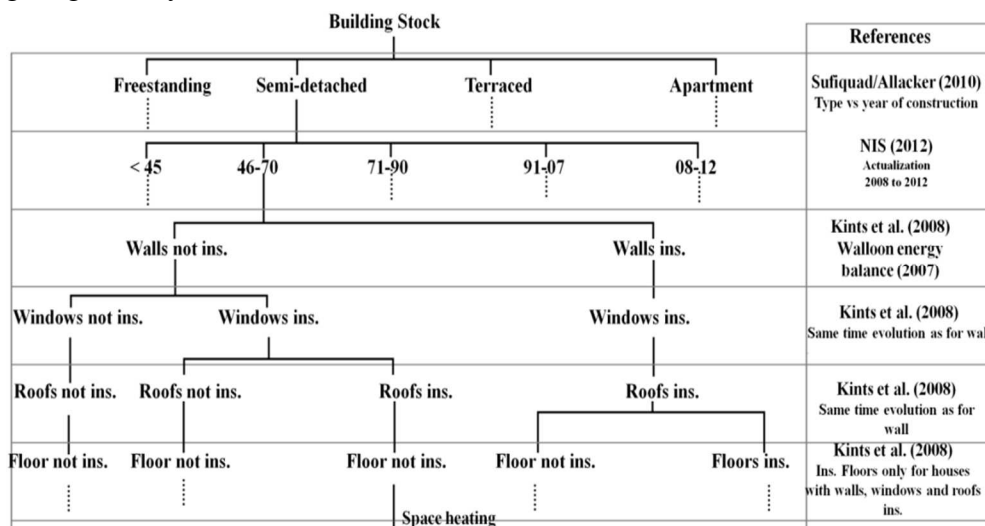 Building Stock
References
Freestanding Semi-detached Terraced Apartment
Sufiquad/Allacker (2010)
Type vs year of construction
< 45 46-70 71-90 91-07 08-12
NIS (2012)
Actualization
2008 to 2012
Walls not ins. Walls ins.
Kints et al. (2008)
Walloon energy
balance (2007)
Windows not ins. Windows ins. Windows ins.
Kints et al. (2008)
Same time evolution as for wal
Roofs not ins. Roofs not ins. Roofs ins. Roofs ins.
Kints et al. (2008)
Same time evolution as for
wall
Floor not ins. Floor not ins. Floor not ins. Floor not ins. Floors ins.
Kints et al. (2008)
Ins. Floors only for houses
with walls, windows and roofs
ins.
Space heating